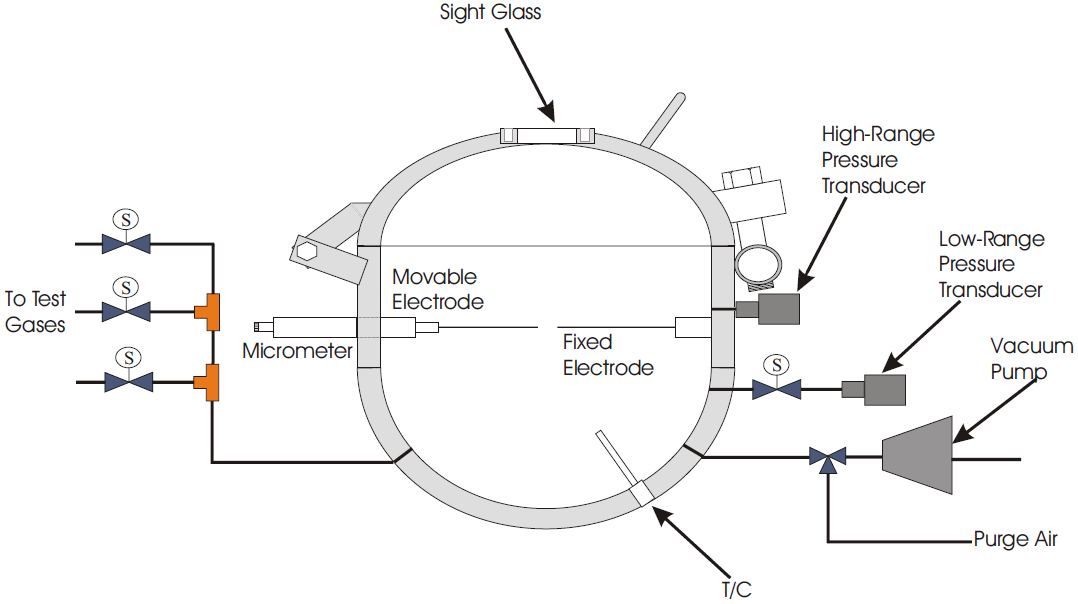 Sight Glass
High-Range
Pressure
Transducer
Low-Range
Pressure
Transducer
S
To Test
Gases
S
Movable
Electrode
Micrometer
Fixed
Electrode
S
S
Vacuum
Pump
Purge Air
T/C